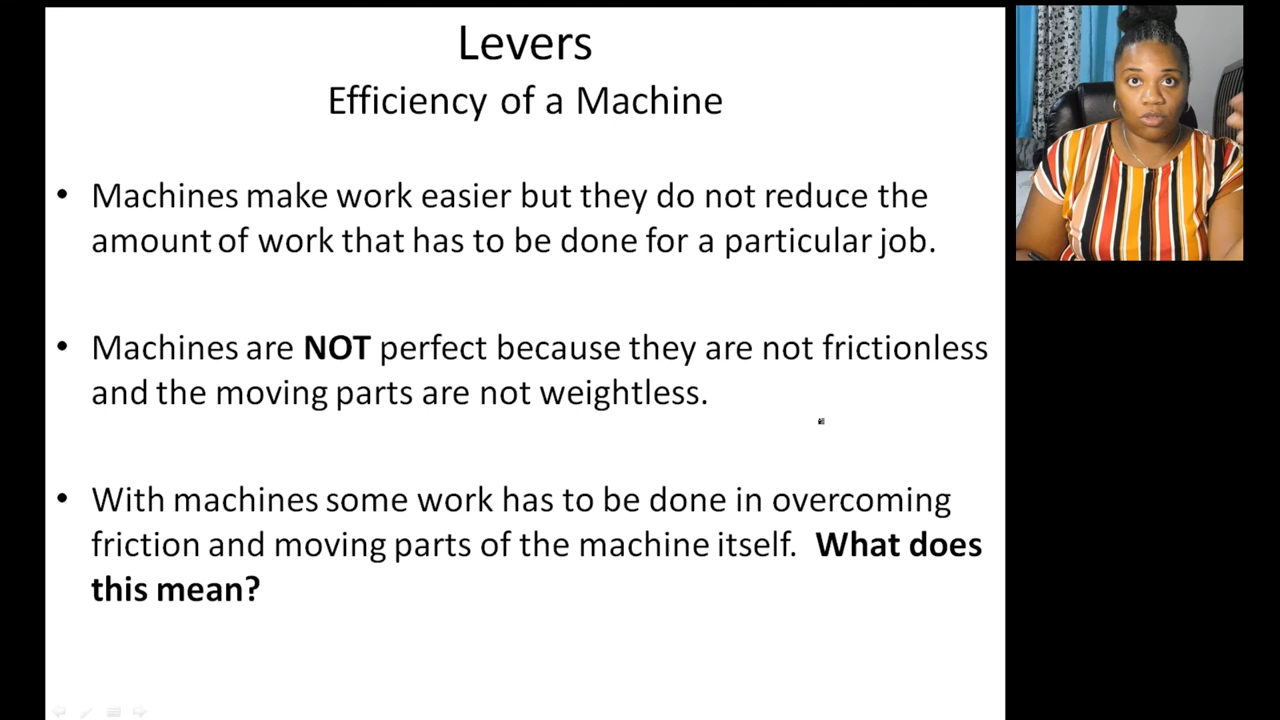 Levers
Efficiency of a Machine
• Machines make work easier but they do not reduce the
amount of work that has to be done for a particular job.
• Machines are NOT perfect because they are not frictionless
and the moving parts are not weightless.
• With machines some work has to be done in overcoming
friction and moving parts of the machine itself. What does
this mean?